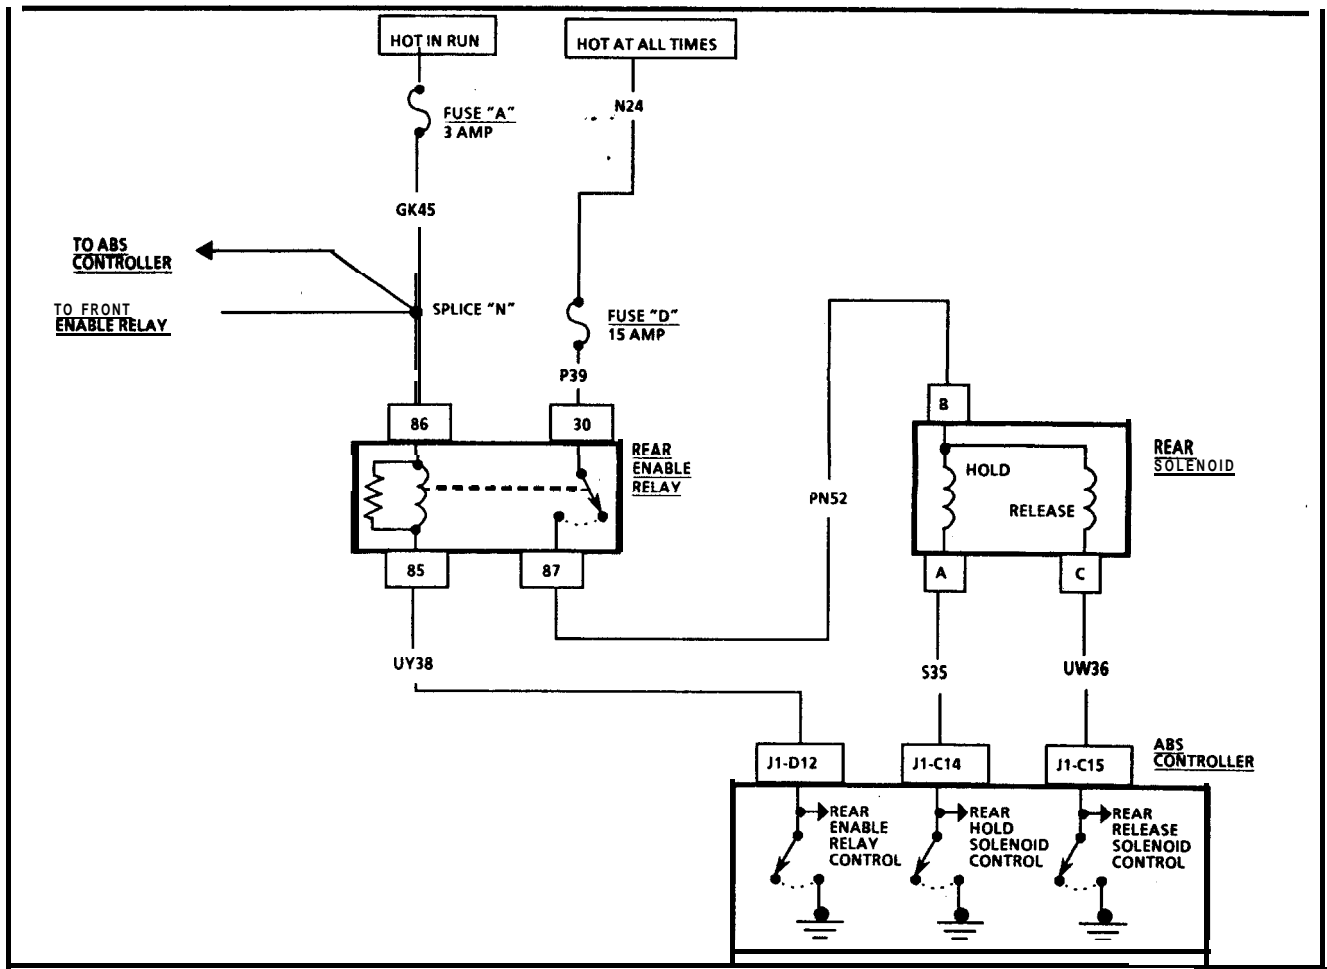 HOT IN RUN
HOT AT ALL TIMES
FUSE "A"
3 AMP
N24
GK45
TO ABS
CONTROLLER
TO FRONT
ENABLE RELAY
SPLICE "N"
FUSE "D"
15 AMP
P39
86
30
REAR
ENABLE
RELAY
85
87
PN52
B
HOLD
RELEASE
REAR
SOLENOID
A
C
UY38
S35
UW36
J1-D12
J1-C14
J1-C15
ABS
CONTROLLER
REAR
ENABLE
RELAY
CONTROL
REAR
HOLD
SOLENOID
CONTROL
REAR
RELEASE
SOLENOID
CONTROL